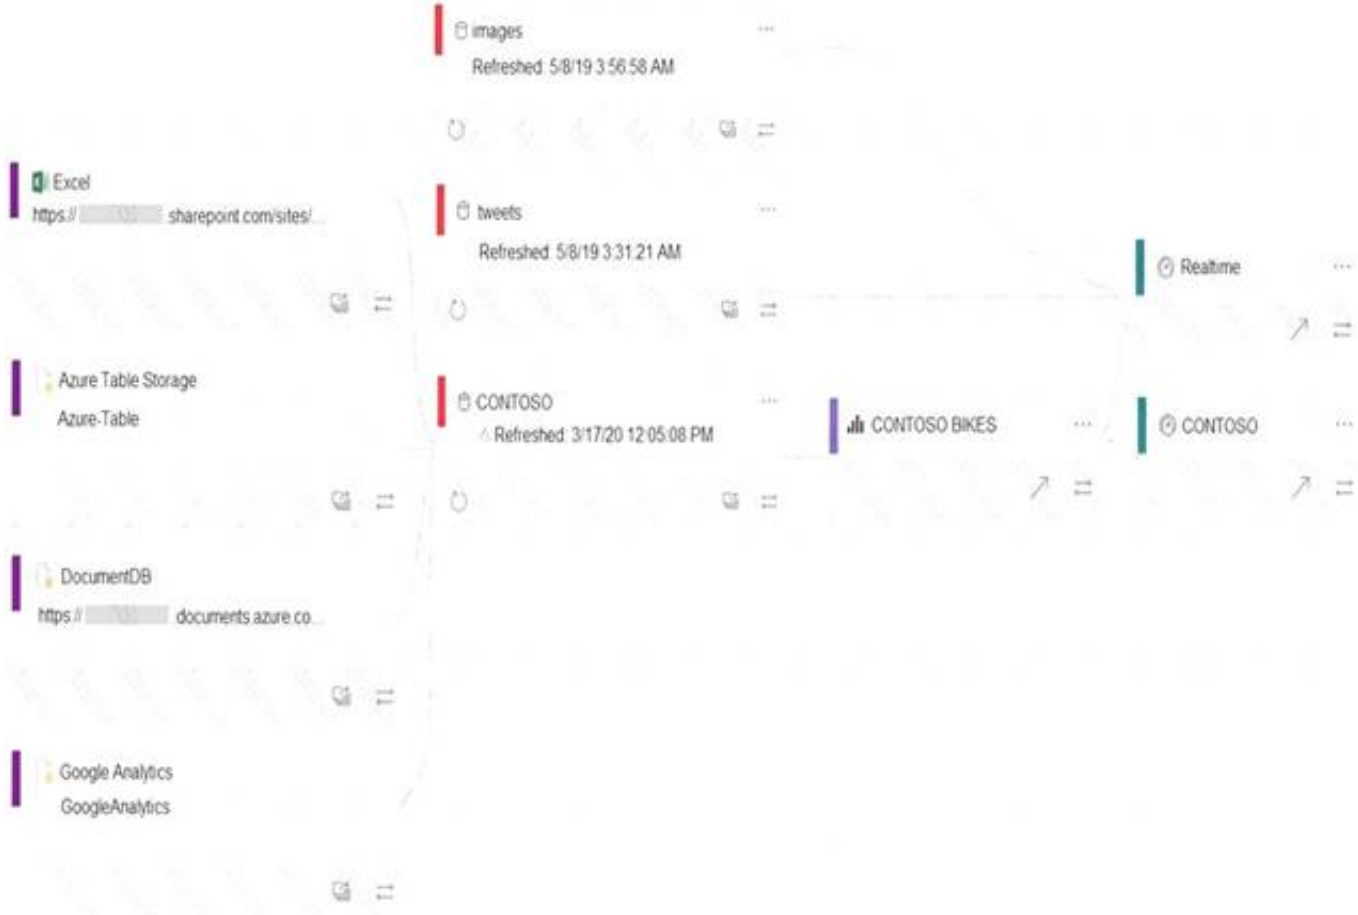 images
Refreshed 5/8/19 3:56:58 AM
Excel
https:// sharepoint.com/sites/...
tweets
Refreshed 5/8/19 3:31:21 AM
Realtime
Azure Table Storage
Azure-Table
CONTOSO
Refreshed 3/17/20 12:05:08 PM
CONTOSO BIKES
CONTOSO
DocumentDB
https:// documents.azure.co...
Google Analytics
GoogleAnalytics